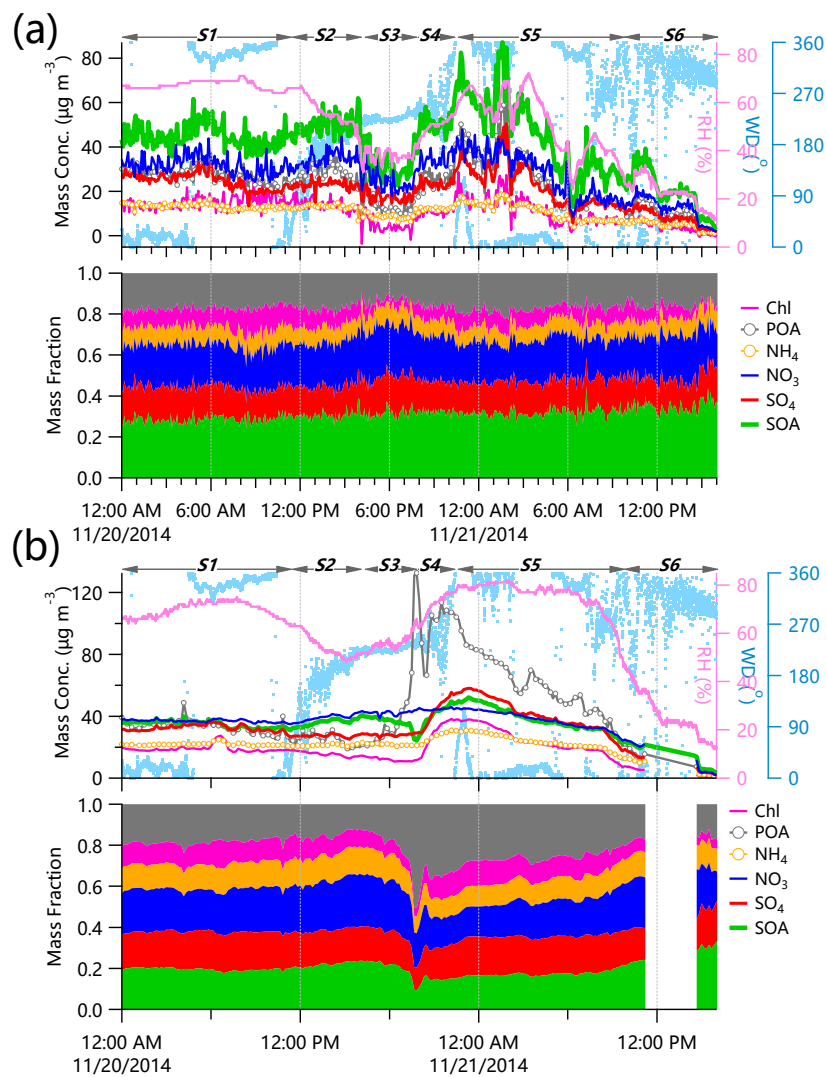 (a)
S1 S2 S3 S4 S5 S6
Mass Conc. (µg m⁻³)
80
60
40
20
0
80
60
40
20
0
RH (%)
360
270
180
90
0
WD(°)
Mass Fraction
1.0
0.8
0.6
0.4
0.2
0.0
Chl
POA
NH₄
NO₃
SO₄
SOA
12:00 AM 6:00 AM 12:00 PM 6:00 PM 12:00 AM 6:00 AM 12:00 PM
11/20/2014 11/21/2014
(b)
S1 S2 S3 S4 S5 S6
Mass Conc. (µg m⁻³)
120
80
40
0
80
60
40
20
0
RH (%)
360
270
180
90
0
WD(°)
Mass Fraction
1.0
0.8
0.6
0.4
0.2
0.0
Chl
POA
NH₄
NO₃
SO₄
SOA
12:00 AM 12:00 PM 12:00 AM 12:00 PM
11/20/2014 11/21/2014